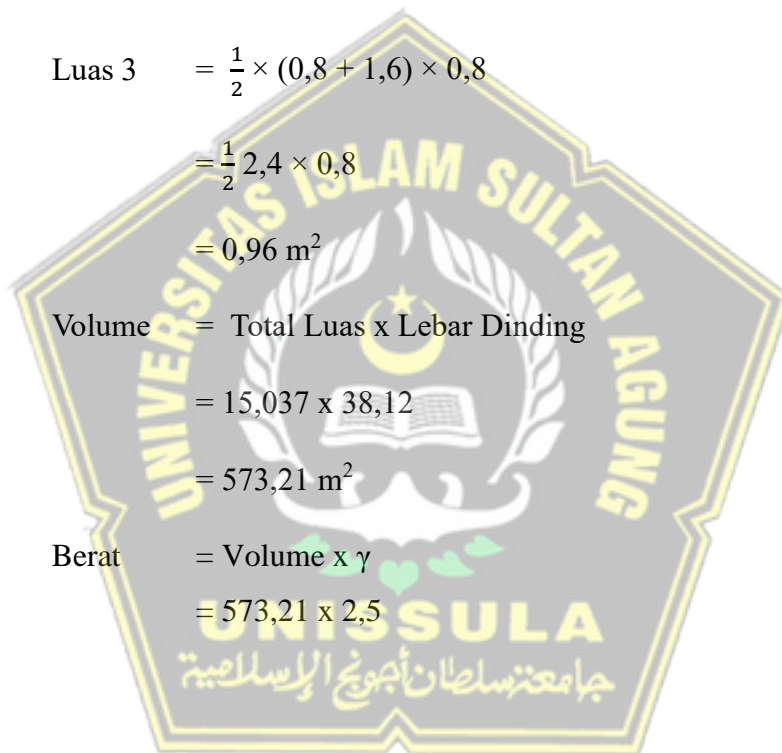 Luas 3 = 1/2 × (0,8 + 1,6) × 0,8
= 1/2 2,4 × 0,8
= 0,96 m²
Volume = Total Luas x Lebar Dinding
= 15,037 x 38,12
= 573,21 m²
Berat = Volume x γ
= 573,21 x 2,5
UNIVERSITAS ISLAM SULTAN AGUNG
UNISSULA
جامعة سلطان أجونج الإسلامية